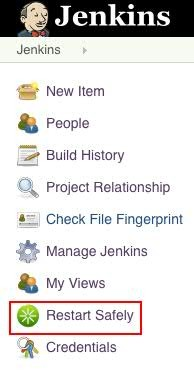 Jenkins
Jenkins
New Item
People
Build History
Project Relationship
Check File Fingerprint
Manage Jenkins
My Views
Restart Safely
Credentials